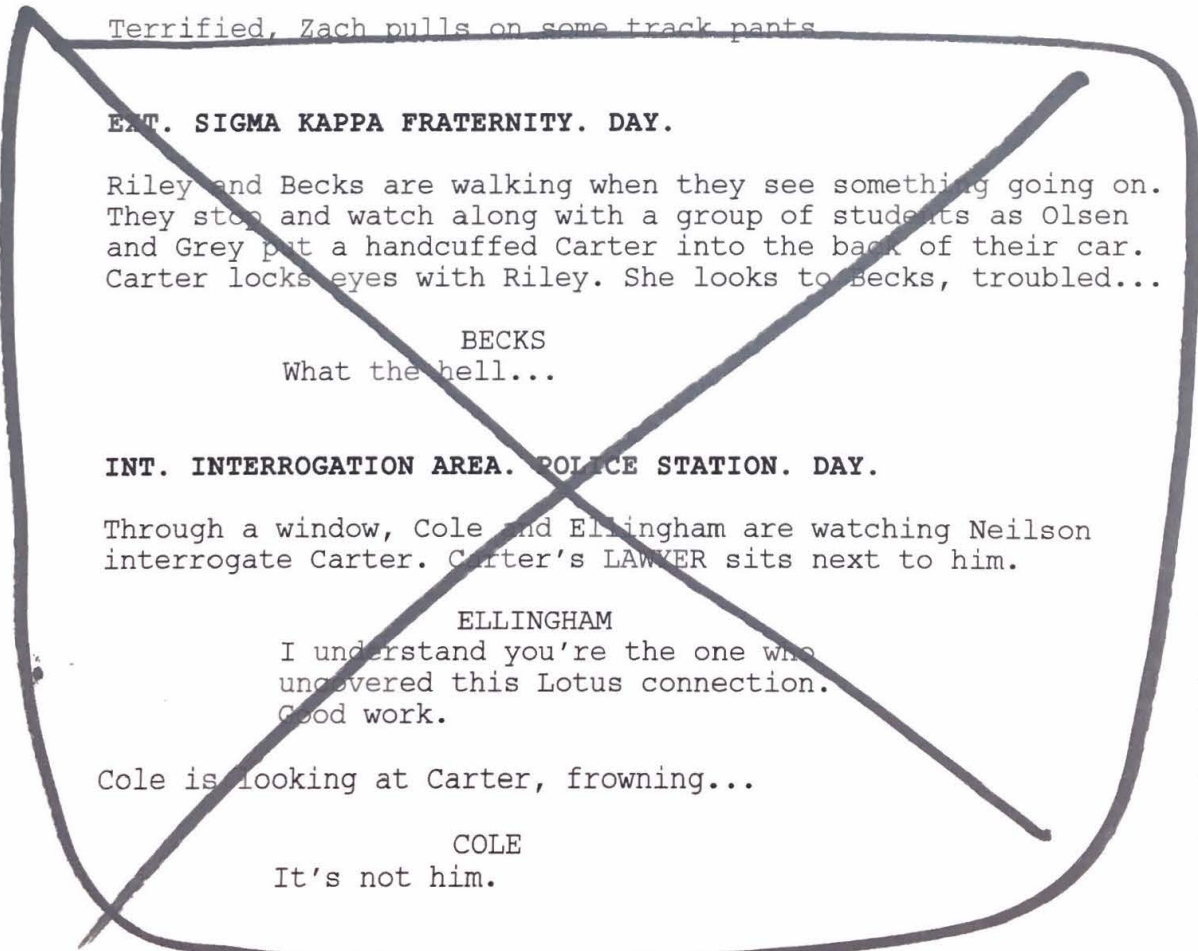 Terrified, Zach pulls on some track pants
EXT. SIGMA KAPPA FRATERNITY. DAY.
Riley and Becks are walking when they see something going on.
They stop and watch along with a group of students as Olsen
and Grey put a handcuffed Carter into the back of their car.
Carter locks eyes with Riley. She looks to Becks, troubled...
BECKS
What the hell...
INT. INTERROGATION AREA. POLICE STATION. DAY.
Through a window, Cole and Ellingham are watching Neilson
interrogate Carter. Carter's LAWYER sits next to him.
ELLINGHAM
I understand you're the one who
uncovered this Lotus connection.
Good work.
Cole is looking at Carter, frowning...
COLE
It's not him.